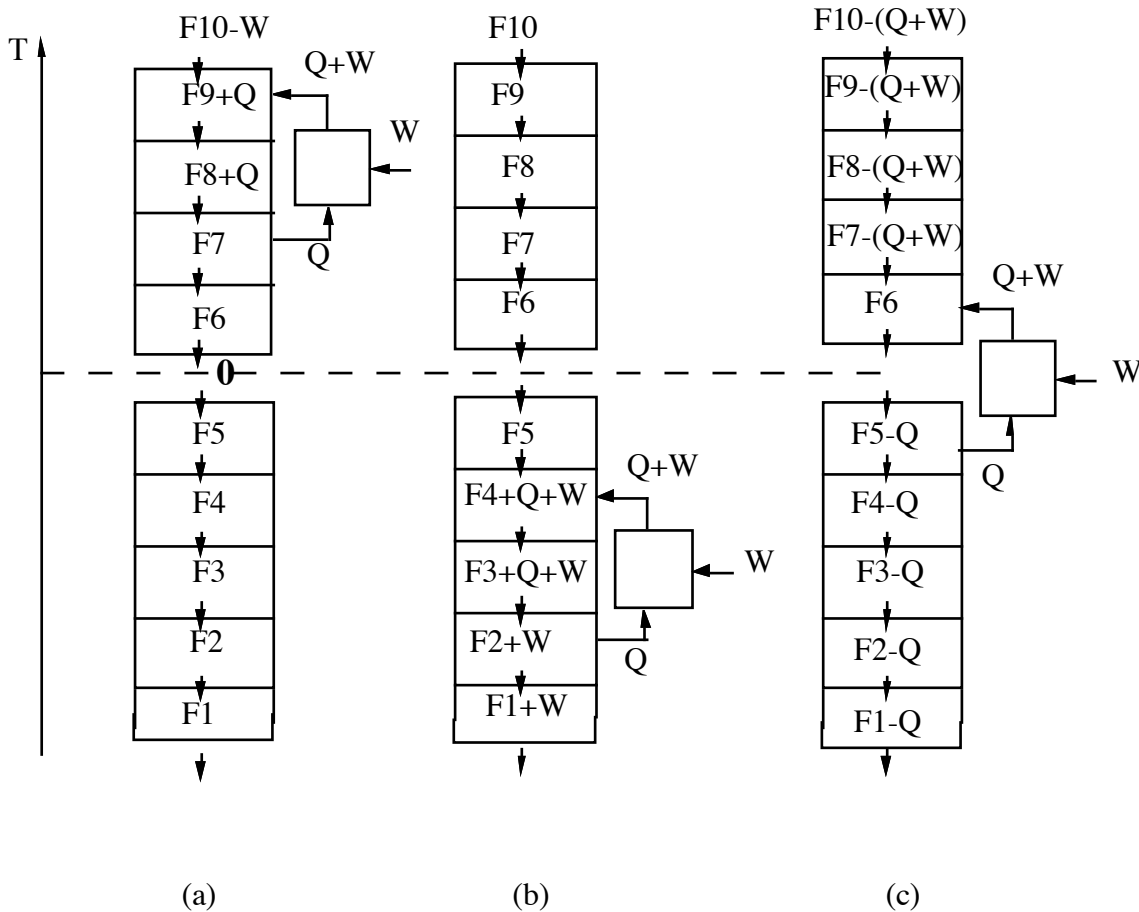 T
F10-W
F9+Q
F8+Q
F7
F6
Q+W
W
Q
0
F5
F4
F3
F2
F1
(a)
F10
F9
F8
F7
F6
F5
F4+Q+W
F3+Q+W
F2+W
F1+W
Q+W
W
Q
(b)
F10-(Q+W)
F9-(Q+W)
F8-(Q+W)
F7-(Q+W)
F6
Q+W
W
Q
F5-Q
F4-Q
F3-Q
F2-Q
F1-Q
(c)